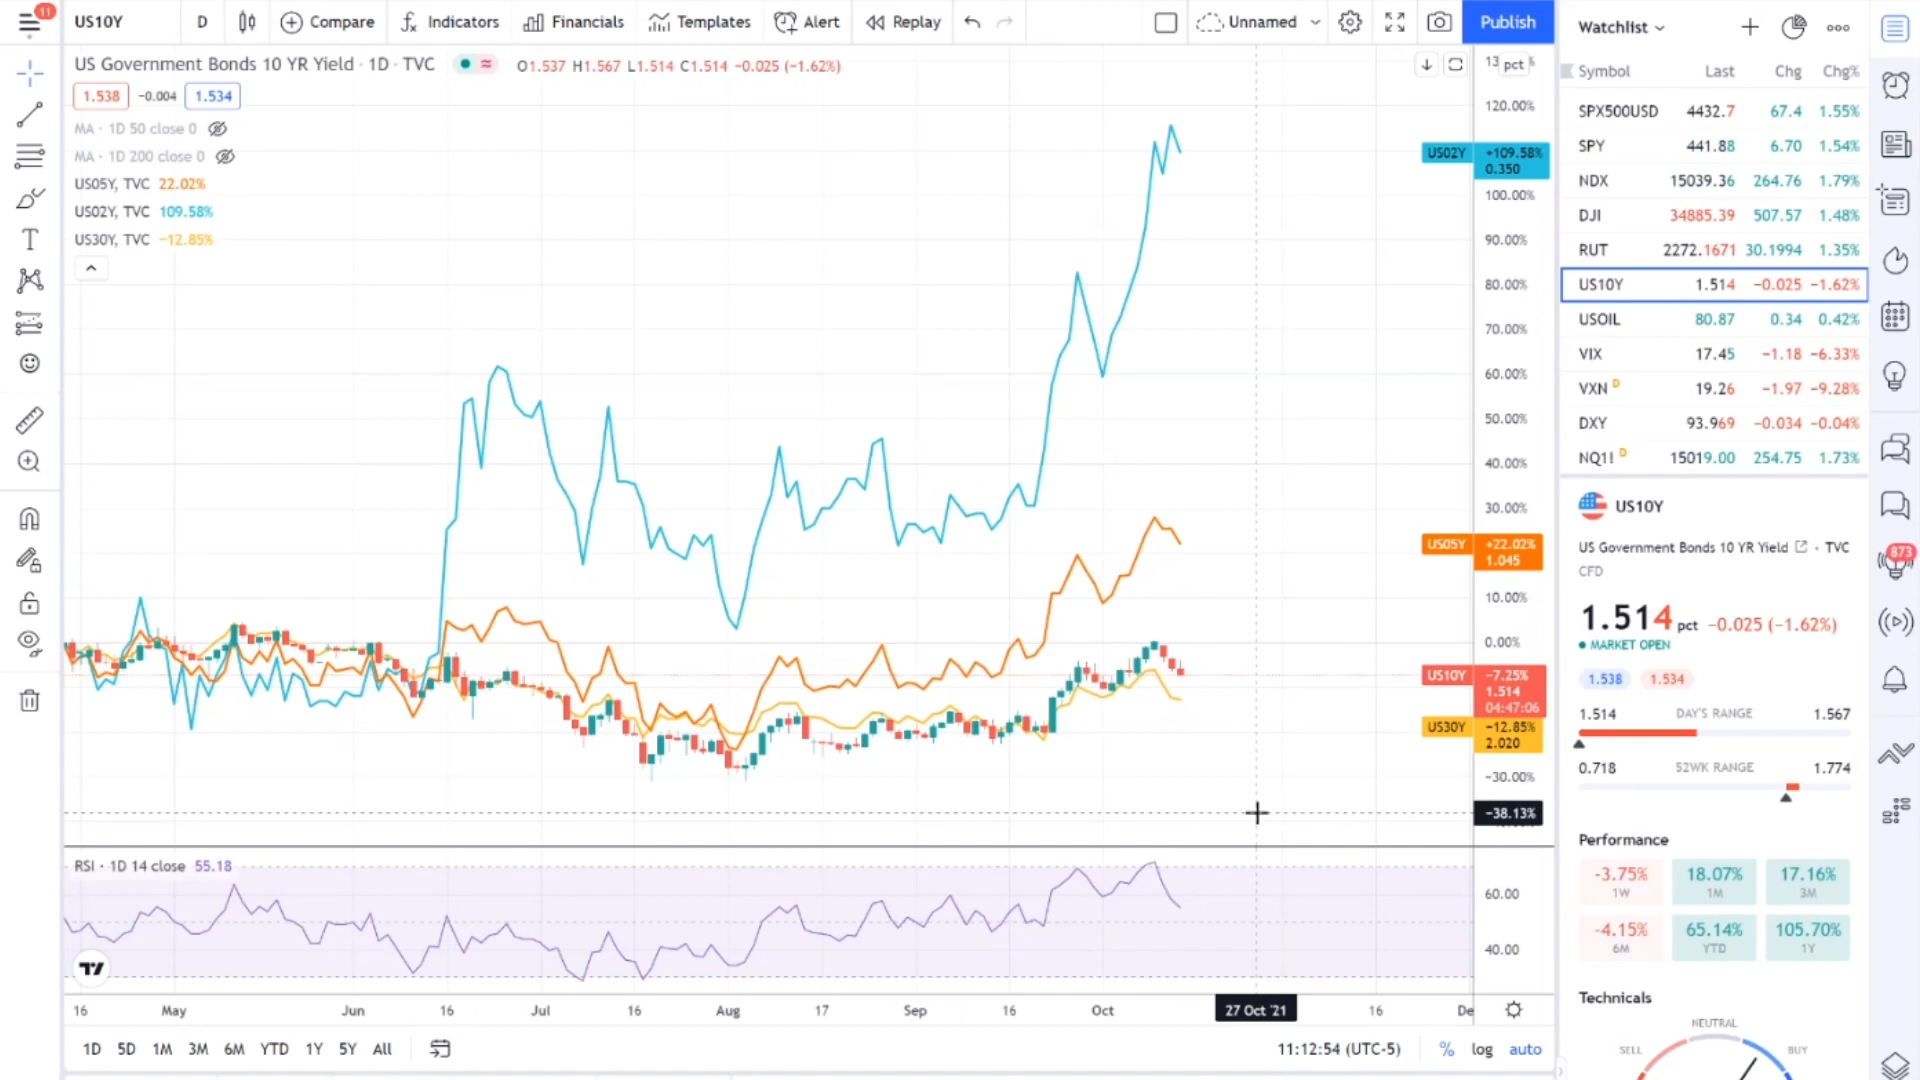 11
US10Y
D
Compare
Indicators
Financials
Templates
Alert
Replay
Unnamed
Publish
US Government Bonds 10 YR Yield · 1D · TVC
O1.537 H1.567 L1.514 C1.514 −0.025 (−1.62%)
1.538 −0.004 1.534
MA · 1D 50 close 0
MA · 1D 200 close 0
US05Y, TVC 22.02%
US02Y, TVC 109.58%
US30Y, TVC −12.85%
pct
120.00%
US02Y +109.58%
0.350
100.00%
90.00%
80.00%
70.00%
60.00%
50.00%
40.00%
30.00%
US05Y +22.02%
1.045
10.00%
0.00%
US10Y −7.25%
1.514
04:47:06
US30Y −12.85%
2.020
−30.00%
−38.13%
RSI · 1D 14 close 55.18
60.00
40.00
16 May Jun 16 Jul 16 Aug 17 Sep 16 Oct 27 Oct '21 16 De
1D 5D 1M 3M 6M YTD 1Y 5Y All
11:12:54 (UTC-5)
% log auto
Watchlist
Symbol Last Chg Chg%
SPX500USD 4432.7 67.4 1.55%
SPY 441.88 6.70 1.54%
NDX 15039.36 264.76 1.79%
DJI 34885.39 507.57 1.48%
RUT 2272.1671 30.1994 1.35%
US10Y 1.514 −0.025 −1.62%
USOIL 80.87 0.34 0.42%
VIX 17.45 −1.18 −6.33%
VXN D 19.26 −1.97 −9.28%
DXY 93.969 −0.034 −0.04%
NQ1! D 15019.00 254.75 1.73%
US10Y
US Government Bonds 10 YR Yield · TVC
CFD
1.514 pct −0.025 (−1.62%)
MARKET OPEN
1.538 1.534
1.514 DAY'S RANGE 1.567
0.718 52WK RANGE 1.774
Performance
-3.75% 18.07% 17.16%
1W 1M 3M
-4.15% 65.14% 105.70%
6M YTD 1Y
Technicals
NEUTRAL
SELL BUY
873